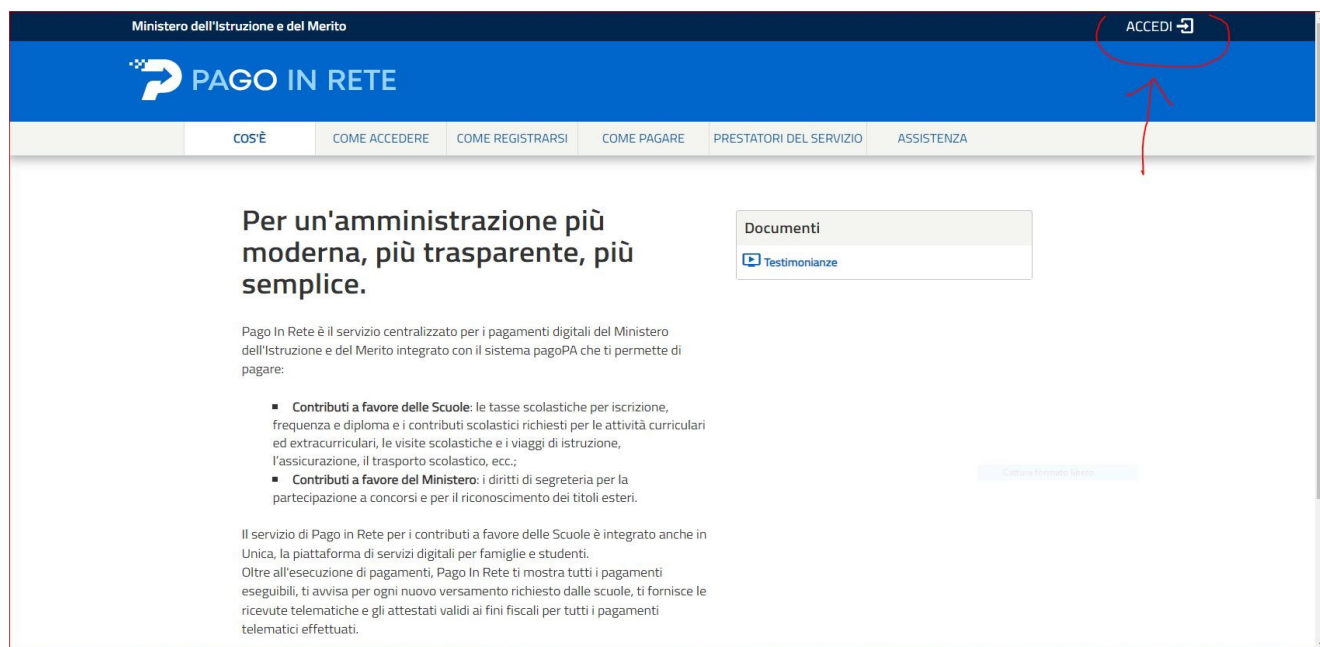 Ministero dell'Istruzione e del Merito
ACCEDI
PAGO IN RETE
COS'È COME ACCEDERE COME REGISTRARSI COME PAGARE PRESTATORI DEL SERVIZIO ASSISTENZA
Per un'amministrazione più
moderna, più trasparente, più
semplice.
Documenti
Testimonianze
Pago In Rete è il servizio centralizzato per i pagamenti digitali del Ministero
dell'Istruzione e del Merito integrato con il sistema pagoPA che ti permette di
pagare:
▪ Contributi a favore delle Scuole: le tasse scolastiche per iscrizione,
frequenza e diploma e i contributi scolastici richiesti per le attività curriculari
ed extracurriculari, le visite scolastiche e i viaggi di istruzione,
l'assicurazione, il trasporto scolastico, ecc.;
▪ Contributi a favore del Ministero: i diritti di segreteria per la
partecipazione a concorsi e per il riconoscimento dei titoli esteri.
Il servizio di Pago in Rete per i contributi a favore delle Scuole è integrato anche in
Unica, la piattaforma di servizi digitali per famiglie e studenti.
Oltre all'esecuzione di pagamenti, Pago In Rete ti mostra tutti i pagamenti
eseguibili, ti avvisa per ogni nuovo versamento richiesto dalle scuole, ti fornisce le
ricevute telematiche e gli attestati validi ai fini fiscali per tutti i pagamenti
telematici effettuati.